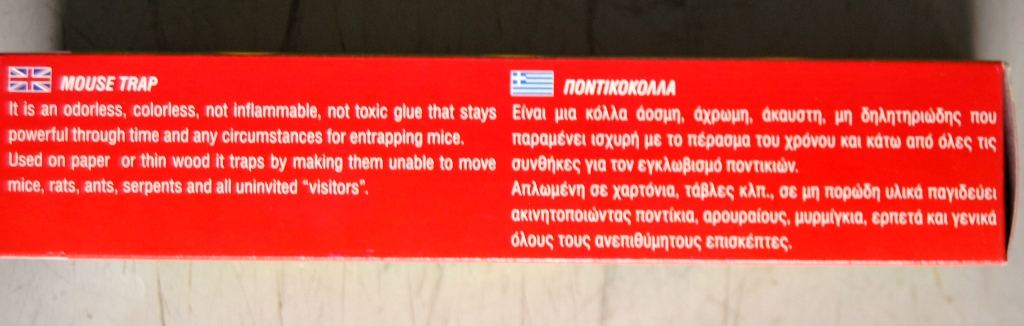 MOUSE TRAP
It is an odorless, colorless, not inflammable, not toxic glue that stays
powerful through time and any circumstances for entrapping mice.
Used on paper or thin wood it traps by making them unable to move
mice, rats, ants, serpents and all uninvited “visitors”.
ΠΟΝΤΙΚΟΚΟΛΛΑ
Είναι μια κόλλα άοσμη, άχρωμη, άκαυστη, μη δηλητηριώδης που
παραμένει ισχυρή με το πέρασμα του χρόνου και κάτω από όλες τις
συνθήκες για τον εγκλωβισμό ποντικιών.
Απλωμένη σε χαρτόνια, τάβλες κλπ., σε μη πορώδη υλικά παγιδεύει
ακινητοποιώντας ποντίκια, αρουραίους, μυρμίγκια, ερπετά και γενικά
όλους τους ανεπιθύμητους επισκέπτες.